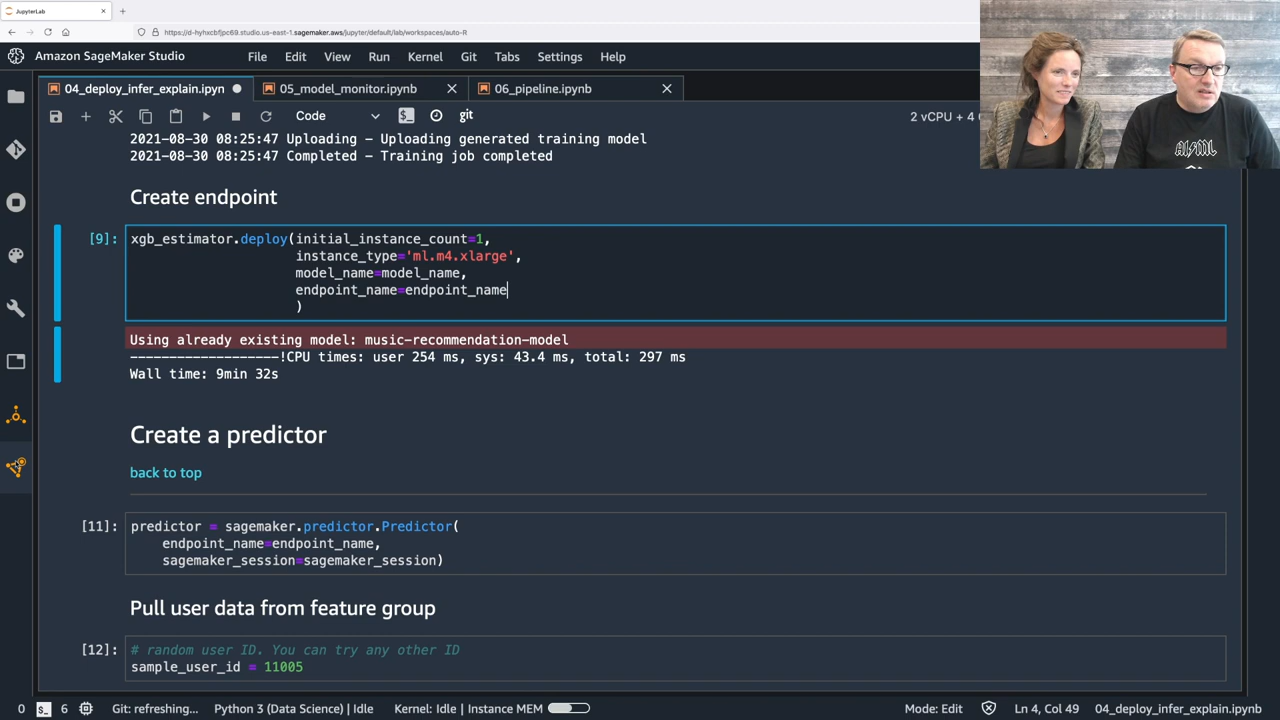 JupyterLab
https://d-hyhxcbfjpc69.studio.us-east-1.sagemaker.aws/jupyter/default/lab/workspaces/auto-R
Amazon SageMaker Studio File Edit View Run Kernel Git Tabs Settings Help
04_deploy_infer_explain.ipynb 05_model_monitor.ipynb 06_pipeline.ipynb
Code git 2 vCPU + 4
2021-08-30 08:25:47 Uploading - Uploading generated training model
2021-08-30 08:25:47 Completed - Training job completed
Create endpoint
[9]: xgb_estimator.deploy(initial_instance_count=1,
instance_type='ml.m4.xlarge',
model_name=model_name,
endpoint_name=endpoint_name
)
Using already existing model: music-recommendation-model
-------------------!CPU times: user 254 ms, sys: 43.4 ms, total: 297 ms
Wall time: 9min 32s
Create a predictor
back to top
[11]: predictor = sagemaker.predictor.Predictor(
endpoint_name=endpoint_name,
sagemaker_session=sagemaker_session)
Pull user data from feature group
[12]: # random user ID. You can try any other ID
sample_user_id = 11005
0 $_ 6 Git: refreshing... Python 3 (Data Science) | Idle Kernel: Idle | Instance MEM Mode: Edit Ln 4, Col 49 04_deploy_infer_explain.ipynb
AI/ML